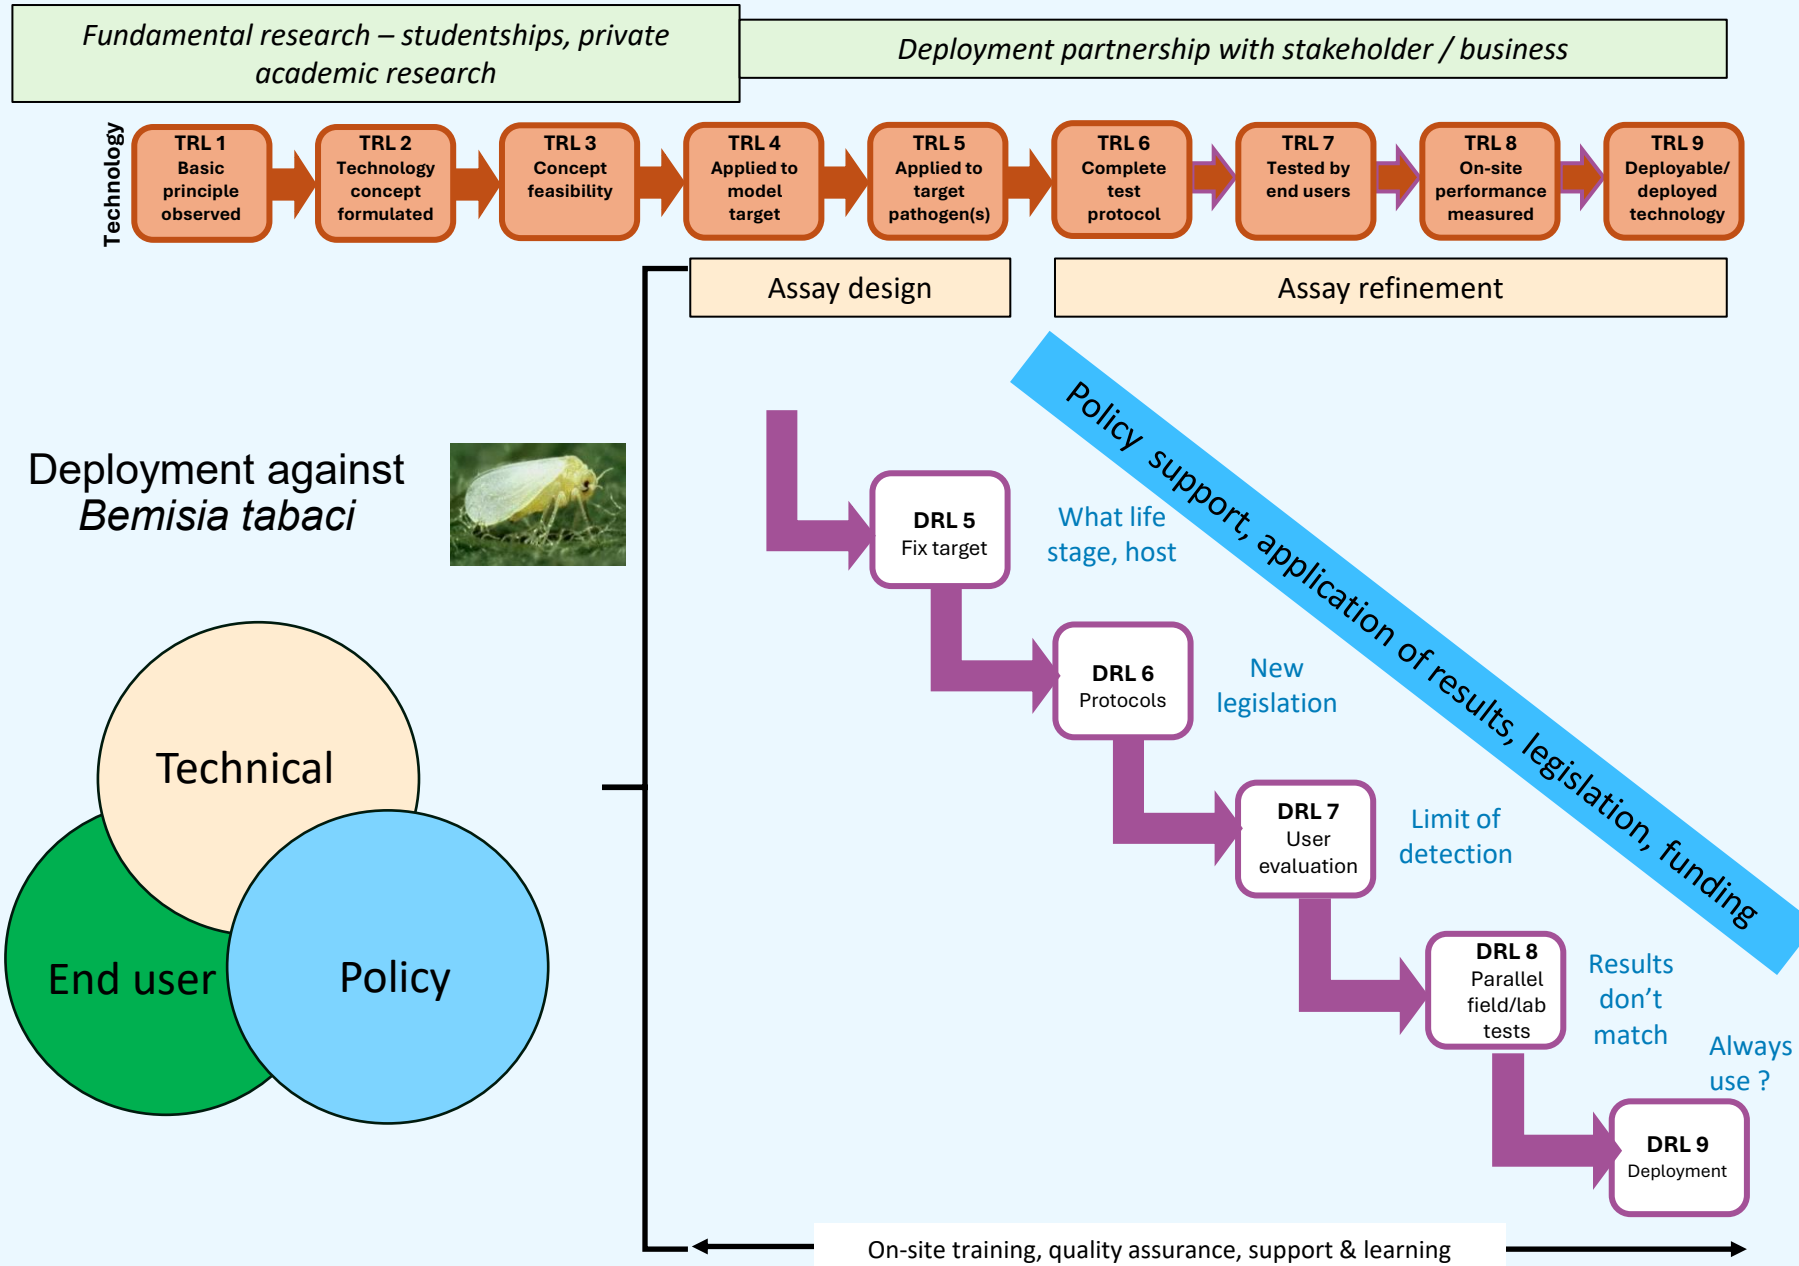 Fundamental research – studentships, private
academic research
Deployment partnership with stakeholder / business
Technology
TRL 1
Basic
principle
observed
TRL 2
Technology
concept
formulated
TRL 3
Concept
feasibility
TRL 4
Applied to
model
target
TRL 5
Applied to
target
pathogen(s)
TRL 6
Complete
test
protocol
TRL 7
Tested by
end users
TRL 8
On-site
performance
measured
TRL 9
Deployable/
deployed
technology
Assay design
Assay refinement
Policy support, application of results, legislation, funding
Deployment against
Bemisia tabaci
DRL 5
Fix target
What life
stage, host
DRL 6
Protocols
New
legislation
DRL 7
User
evaluation
Limit of
detection
DRL 8
Parallel
field/lab
tests
Results
don’t
match
Always
use ?
DRL 9
Deployment
Technical
End user
Policy
On-site training, quality assurance, support & learning